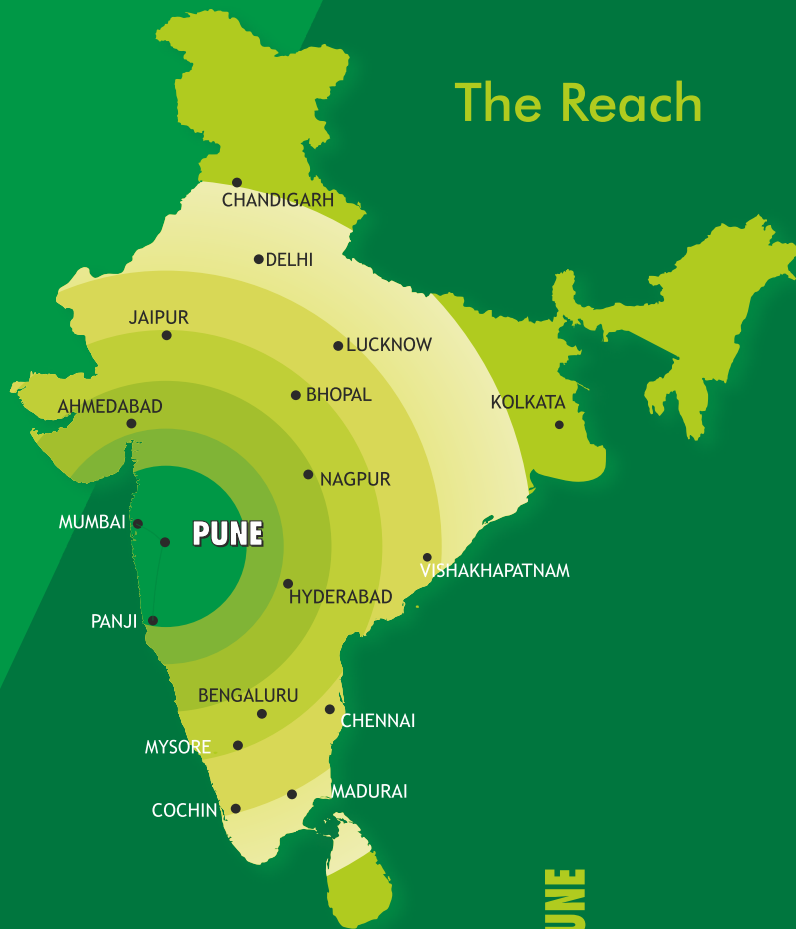 The Reach
CHANDIGARH
DELHI
JAIPUR
LUCKNOW
BHOPAL
KOLKATA
AHMEDABAD
NAGPUR
MUMBAI
PUNE
VISHAKHAPATNAM
HYDERABAD
PANJI
BENGALURU
CHENNAI
MYSORE
MADURAI
COCHIN
UNE